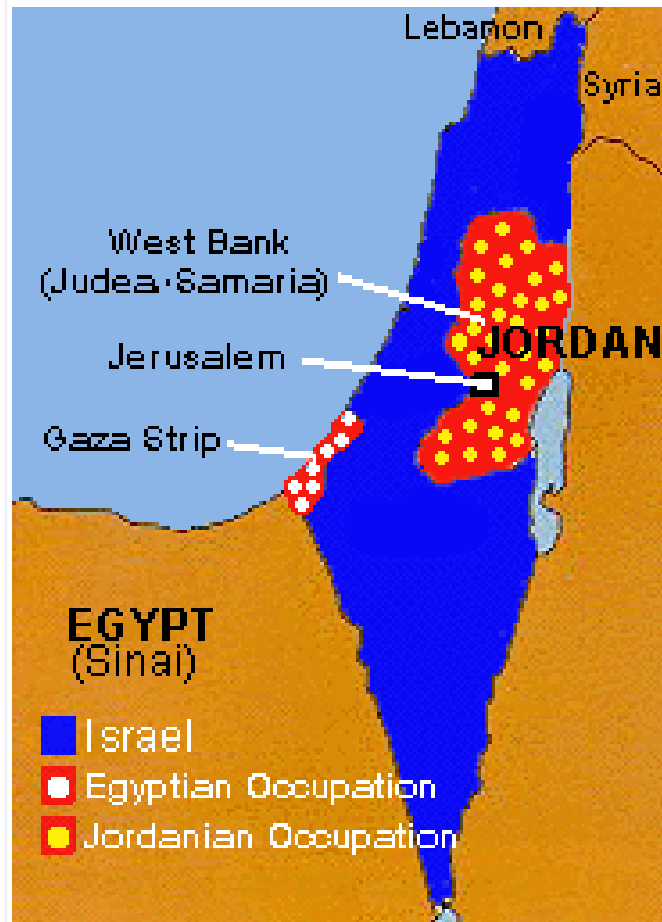 Lebanon
Syria
West Bank
(Judea·Samaria)
JORDAN
Jerusalem
Gaza Strip
EGYPT
(Sinai)
Israel
Egyptian Occupation
Jordanian Occupation